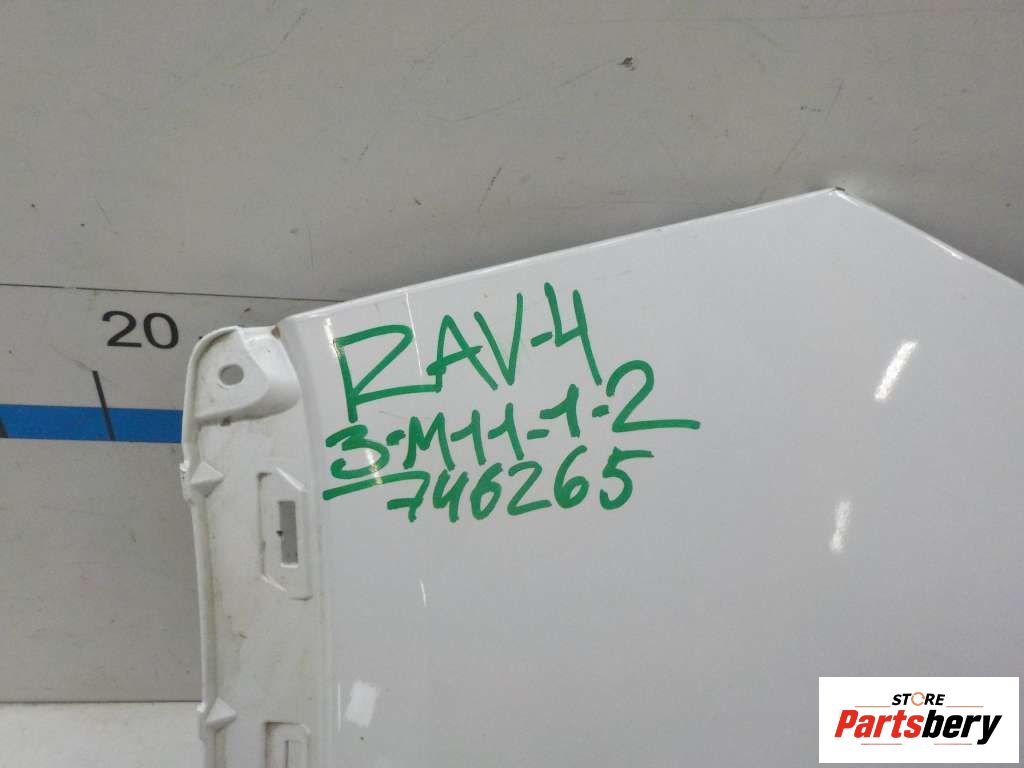 20
RAV-4
3-M11-1-2
746265
STORE
Partsbery